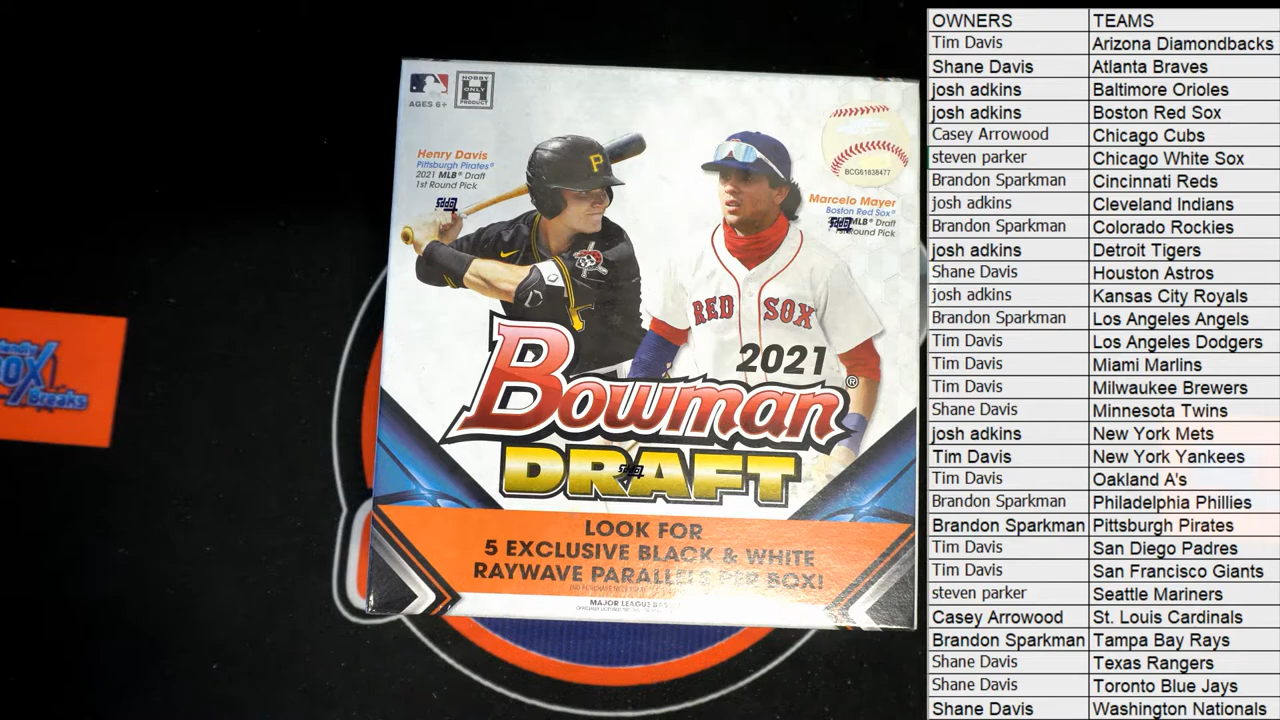 HOBBY
ONLY
H
PRODUCT
AGES 6+
Henry Davis
Pittsburgh Pirates®
2021 MLB® Draft
1st Round Pick
P
BCG61838477
Marcelo Mayer
Boston Red Sox®
MLB® Draft
1st Round Pick
RED SOX
2021
Bowman®
DRAFT
LOOK FOR
5 EXCLUSIVE BLACK & WHITE
RAYWAVE PARALLELS PER BOX!
MAJOR LEAGUE
BOX
Breaks
OWNERS TEAMS
Tim Davis Arizona Diamondbacks
Shane Davis Atlanta Braves
josh adkins Baltimore Orioles
josh adkins Boston Red Sox
Casey Arrowood Chicago Cubs
steven parker Chicago White Sox
Brandon Sparkman Cincinnati Reds
josh adkins Cleveland Indians
Brandon Sparkman Colorado Rockies
josh adkins Detroit Tigers
Shane Davis Houston Astros
josh adkins Kansas City Royals
Brandon Sparkman Los Angeles Angels
Tim Davis Los Angeles Dodgers
Tim Davis Miami Marlins
Tim Davis Milwaukee Brewers
Shane Davis Minnesota Twins
josh adkins New York Mets
Tim Davis New York Yankees
Tim Davis Oakland A's
Brandon Sparkman Philadelphia Phillies
Brandon Sparkman Pittsburgh Pirates
Tim Davis San Diego Padres
Tim Davis San Francisco Giants
steven parker Seattle Mariners
Casey Arrowood St. Louis Cardinals
Brandon Sparkman Tampa Bay Rays
Shane Davis Texas Rangers
Shane Davis Toronto Blue Jays
Shane Davis Washington Nationals